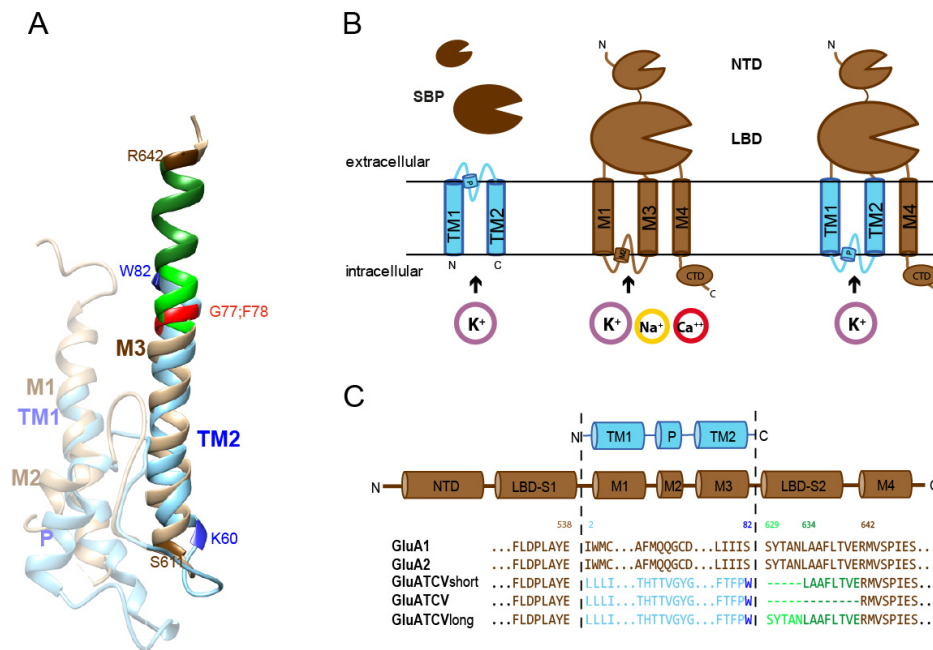 A
R642
W82
G77;F78
M3
M1
TM1
TM2
M2
P
K60
S611
B
N
N
SBP
NTD
LBD
extracellular
P
TM1
TM2
M1
M3
M4
M2
TM1
TM2
M4
P
intracellular
N
C
CTD
C
CTD
C
K+
K+
Na+
Ca++
K+
C
N
TM1
P
TM2
C
N
NTD
LBD-S1
M1
M2
M3
LBD-S2
M4
C
538
2
82
629
634
642
GluA1 ...FLDPLAYE IWMC...AFMQQGCD...LIIIS SYTANLAAFLTVERMVSPIES...
GluA2 ...FLDPLAYE IWMC...AFMQQGCD...LIIIS SYTANLAAFLTVERMVSPIES...
GluATCVshort ...FLDPLAYE LLLI...THTTVGYG...FTFPW -----LAAFLTVERMVSPIES...
GluATCV ...FLDPLAYE LLLI...THTTVGYG...FTFPW -------------RMVSPIES...
GluATCVlong ...FLDPLAYE LLLI...THTTVGYG...FTFPW SYTANLAAFLTVERMVSPIES...